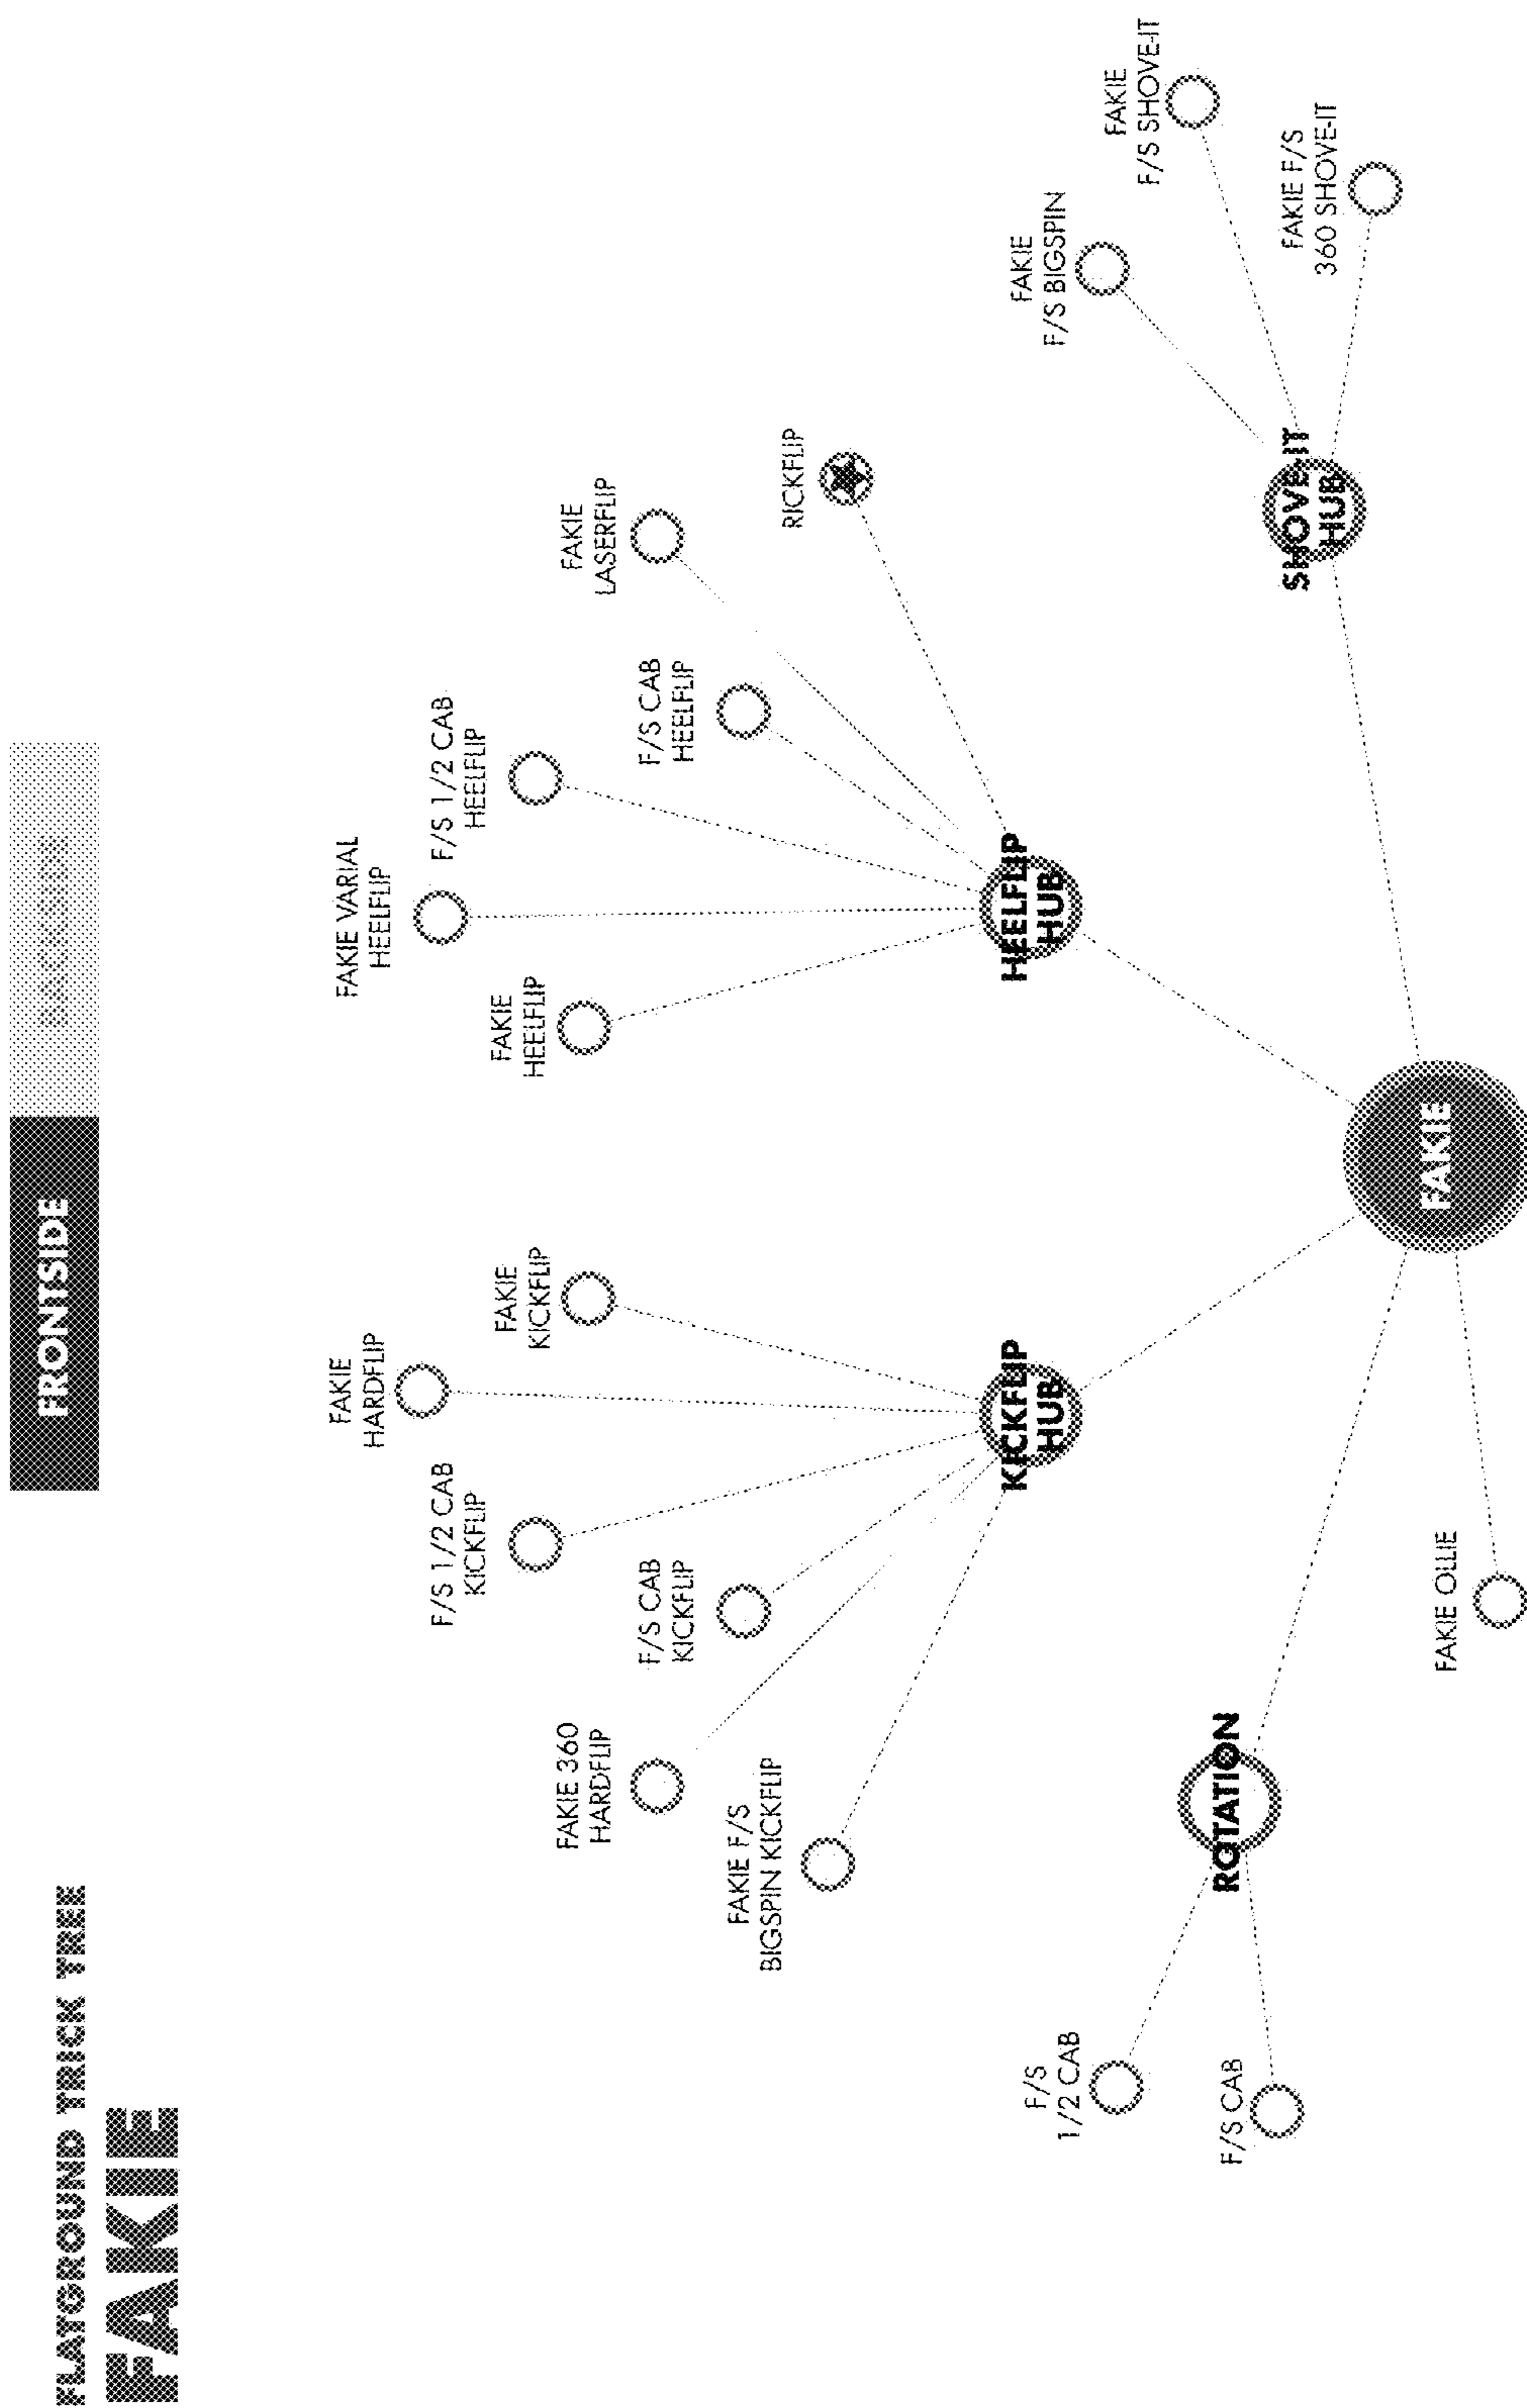 FLATGROUND TRICK TREE
FAKIE
FRONTSIDE
FAKIE
HARDFLIP
FAKIE
KICKFLIP
F/S 1/2 CAB
KICKFLIP
F/S CAB
KICKFLIP
FAKIE 360
HARDFLIP
FAKIE F/S
BIGSPIN KICKFLIP
KICKFLIP
HUB
FAKIE VARIAL
HEELFLIP
FAKIE
HEELFLIP
F/S 1/2 CAB
HEELFLIP
F/S CAB
HEELFLIP
FAKIE
LASERFLIP
RICKFLIP
HEELFLIP
HUB
F/S
1/2 CAB
F/S CAB
ROTATION
FAKIE OLLIE
FAKIE
FAKIE
F/S BIGSPIN
FAKIE
F/S SHOVE-IT
FAKIE F/S
360 SHOVE-IT
SHOVE-IT
HUB